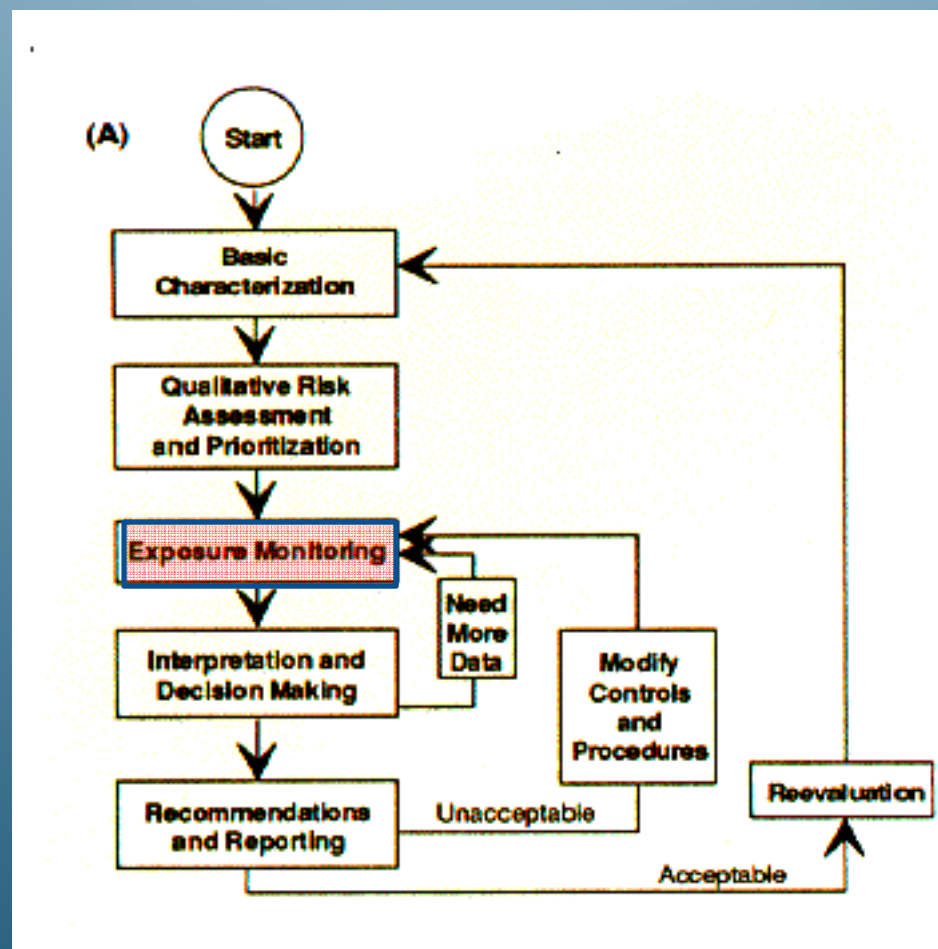 (A)
Start
Basic
Characterization
Qualitative Risk
Assessment
and Prioritization
Exposure Monitoring
Need
More
Data
Interpretation and
Decision Making
Modify
Controls
and
Procedures
Recommendations
and Reporting
Unacceptable
Reevaluation
Acceptable